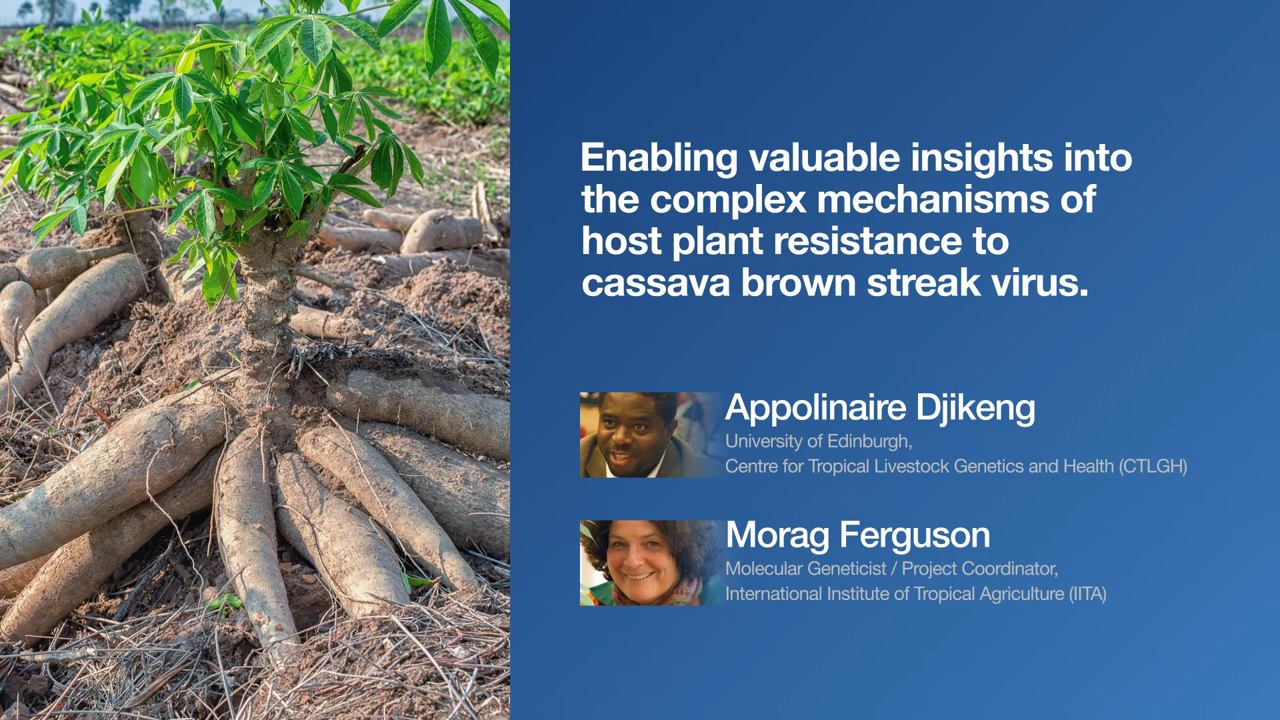 Enabling valuable insights into
the complex mechanisms of
host plant resistance to
cassava brown streak virus.
Appolinaire Djikeng
University of Edinburgh,
Centre for Tropical Livestock Genetics and Health (CTLGH)
Morag Ferguson
Molecular Geneticist / Project Coordinator,
International Institute of Tropical Agriculture (IITA)